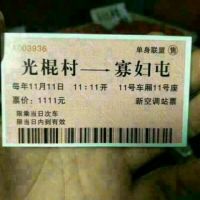 A003936 单身联盟 售
光棍村——寡妇屯
每年11月11日 11:11开 11号车厢11号座
票价：1111元 新空调站票
限乘当日次车
限当日内到有效